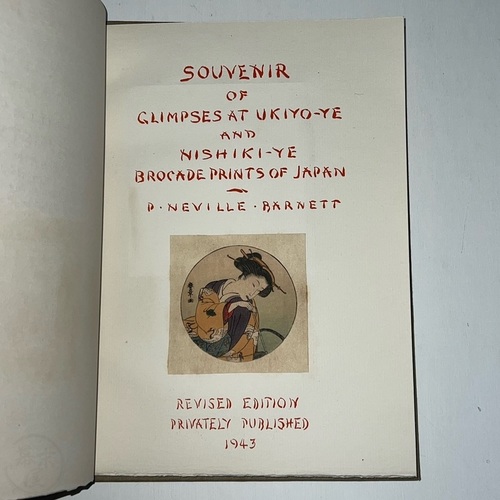 SOUVENIR
OF
GLIMPSES AT UKIYO-YE
AND
NISHIKI-YE
BROCADE PRINTS OF JAPAN
P · NEVILLE · BARNETT
REVISED EDITION
PRIVATELY PUBLISHED
1943